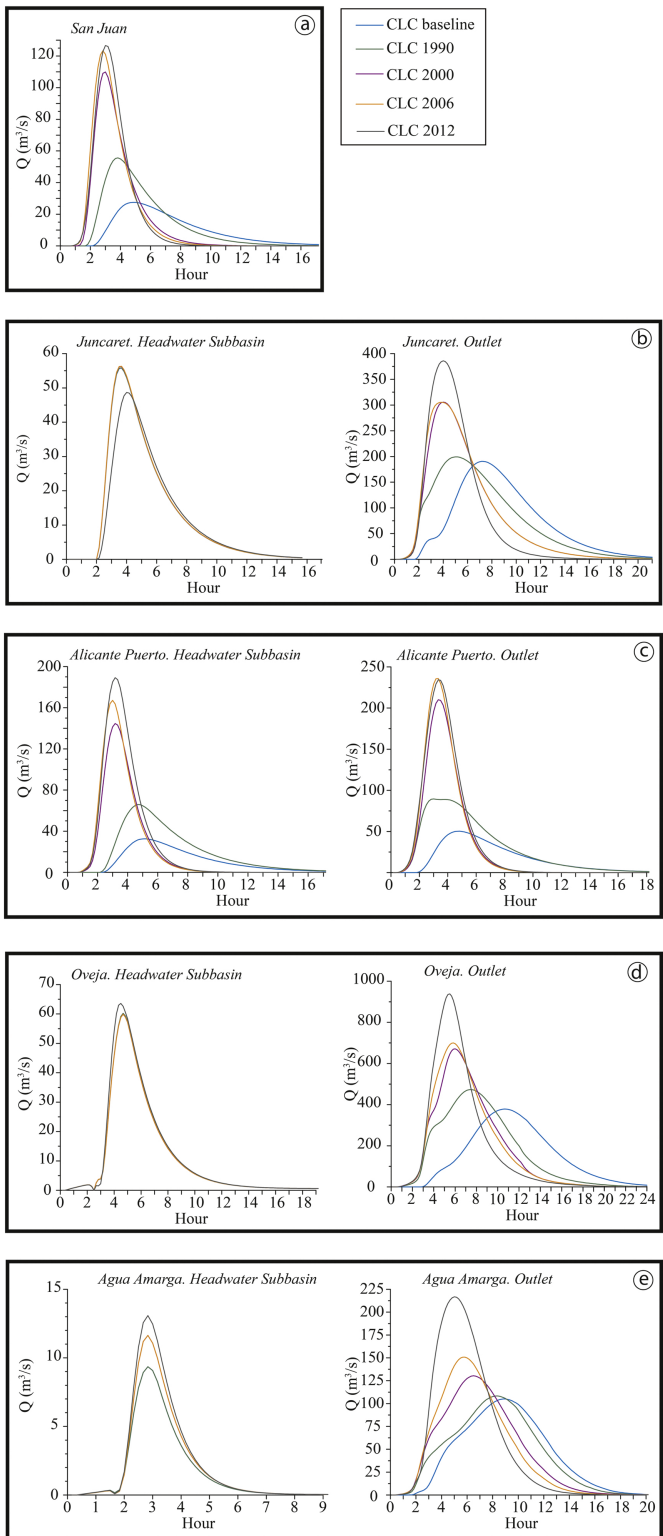 San Juan
a
120
100
80
60
40
20
0
Q (m³/s)
0 2 4 6 8 10 12 14 16
Hour
CLC baseline
CLC 1990
CLC 2000
CLC 2006
CLC 2012
Juncaret. Headwater Subbasin
60
50
40
30
20
10
0
Q (m³/s)
0 2 4 6 8 10 12 14 16
Hour
Juncaret. Outlet
b
400
350
300
250
200
150
100
50
0
Q (m³/s)
0 2 4 6 8 10 12 14 16 18 20
Hour
Alicante Puerto. Headwater Subbasin
200
160
120
80
40
0
Q (m³/s)
0 2 4 6 8 10 12 14 16
Hour
Alicante Puerto. Outlet
c
250
200
150
100
50
0
Q (m³/s)
0 2 4 6 8 10 12 14 16 18
Hour
Oveja. Headwater Subbasin
70
60
50
40
30
20
10
0
Q (m³/s)
0 2 4 6 8 10 12 14 16 18
Hour
Oveja. Outlet
d
1000
800
600
400
200
0
Q (m³/s)
0 2 4 6 8 10 12 14 16 18 20 22 24
Hour
Agua Amarga. Headwater Subbasin
15
10
5
0
Q (m³/s)
0 1 2 3 4 5 6 7 8 9
Hour
Agua Amarga. Outlet
e
225
175
150
125
100
75
50
25
0
Q (m³/s)
0 2 4 6 8 10 12 14 16 18 20
Hour